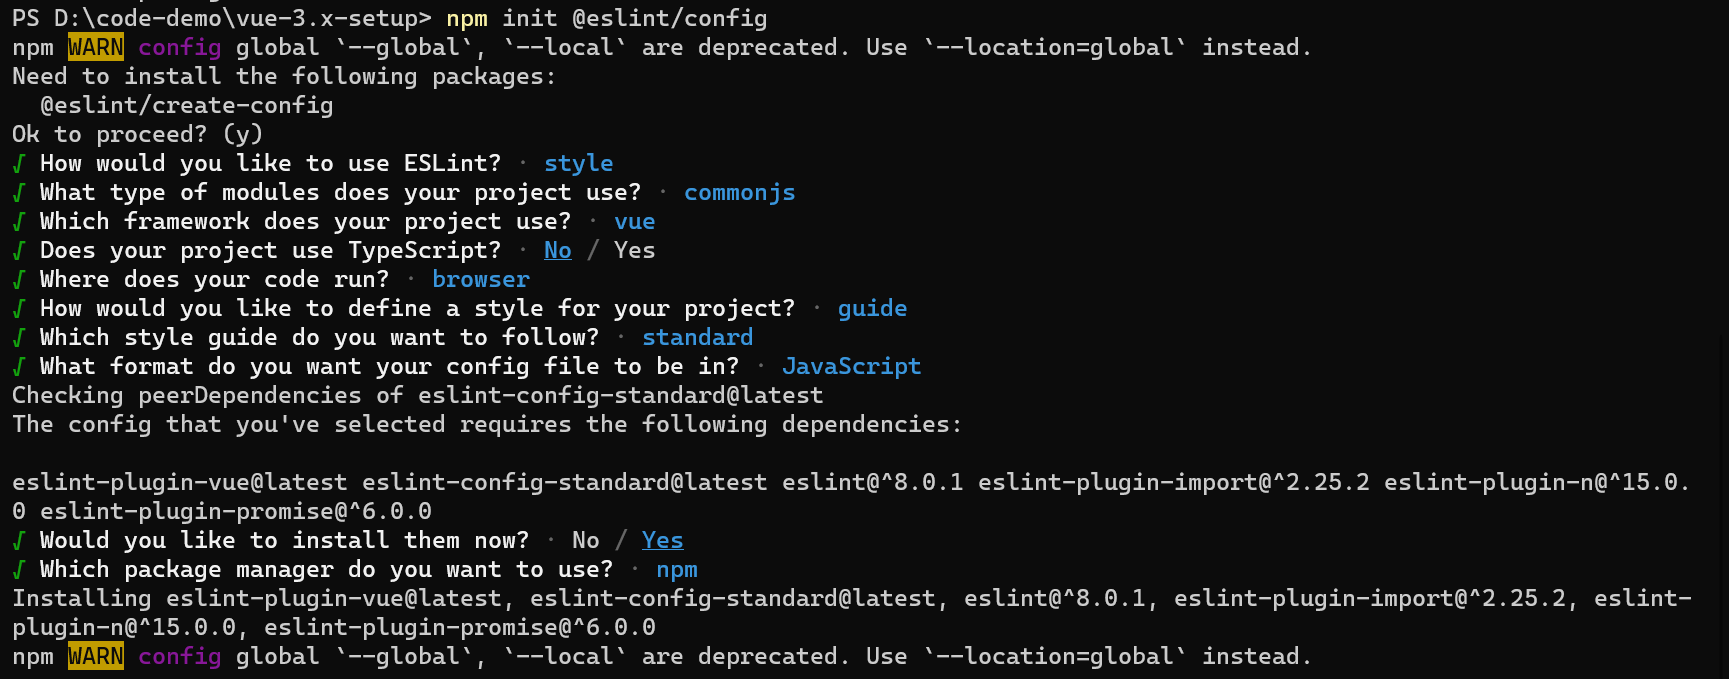 PS D:\code-demo\vue-3.x-setup> npm init @eslint/config
npm WARN config global `--global`, `--local` are deprecated. Use `--location=global` instead.
Need to install the following packages:
  @eslint/create-config
Ok to proceed? (y)
√ How would you like to use ESLint? · style
√ What type of modules does your project use? · commonjs
√ Which framework does your project use? · vue
√ Does your project use TypeScript? · No / Yes
√ Where does your code run? · browser
√ How would you like to define a style for your project? · guide
√ Which style guide do you want to follow? · standard
√ What format do you want your config file to be in? · JavaScript
Checking peerDependencies of eslint-config-standard@latest
The config that you've selected requires the following dependencies:

eslint-plugin-vue@latest eslint-config-standard@latest eslint@^8.0.1 eslint-plugin-import@^2.25.2 eslint-plugin-n@^15.0.
0 eslint-plugin-promise@^6.0.0
√ Would you like to install them now? · No / Yes
√ Which package manager do you want to use? · npm
Installing eslint-plugin-vue@latest, eslint-config-standard@latest, eslint@^8.0.1, eslint-plugin-import@^2.25.2, eslint-
plugin-n@^15.0.0, eslint-plugin-promise@^6.0.0
npm WARN config global `--global`, `--local` are deprecated. Use `--location=global` instead.